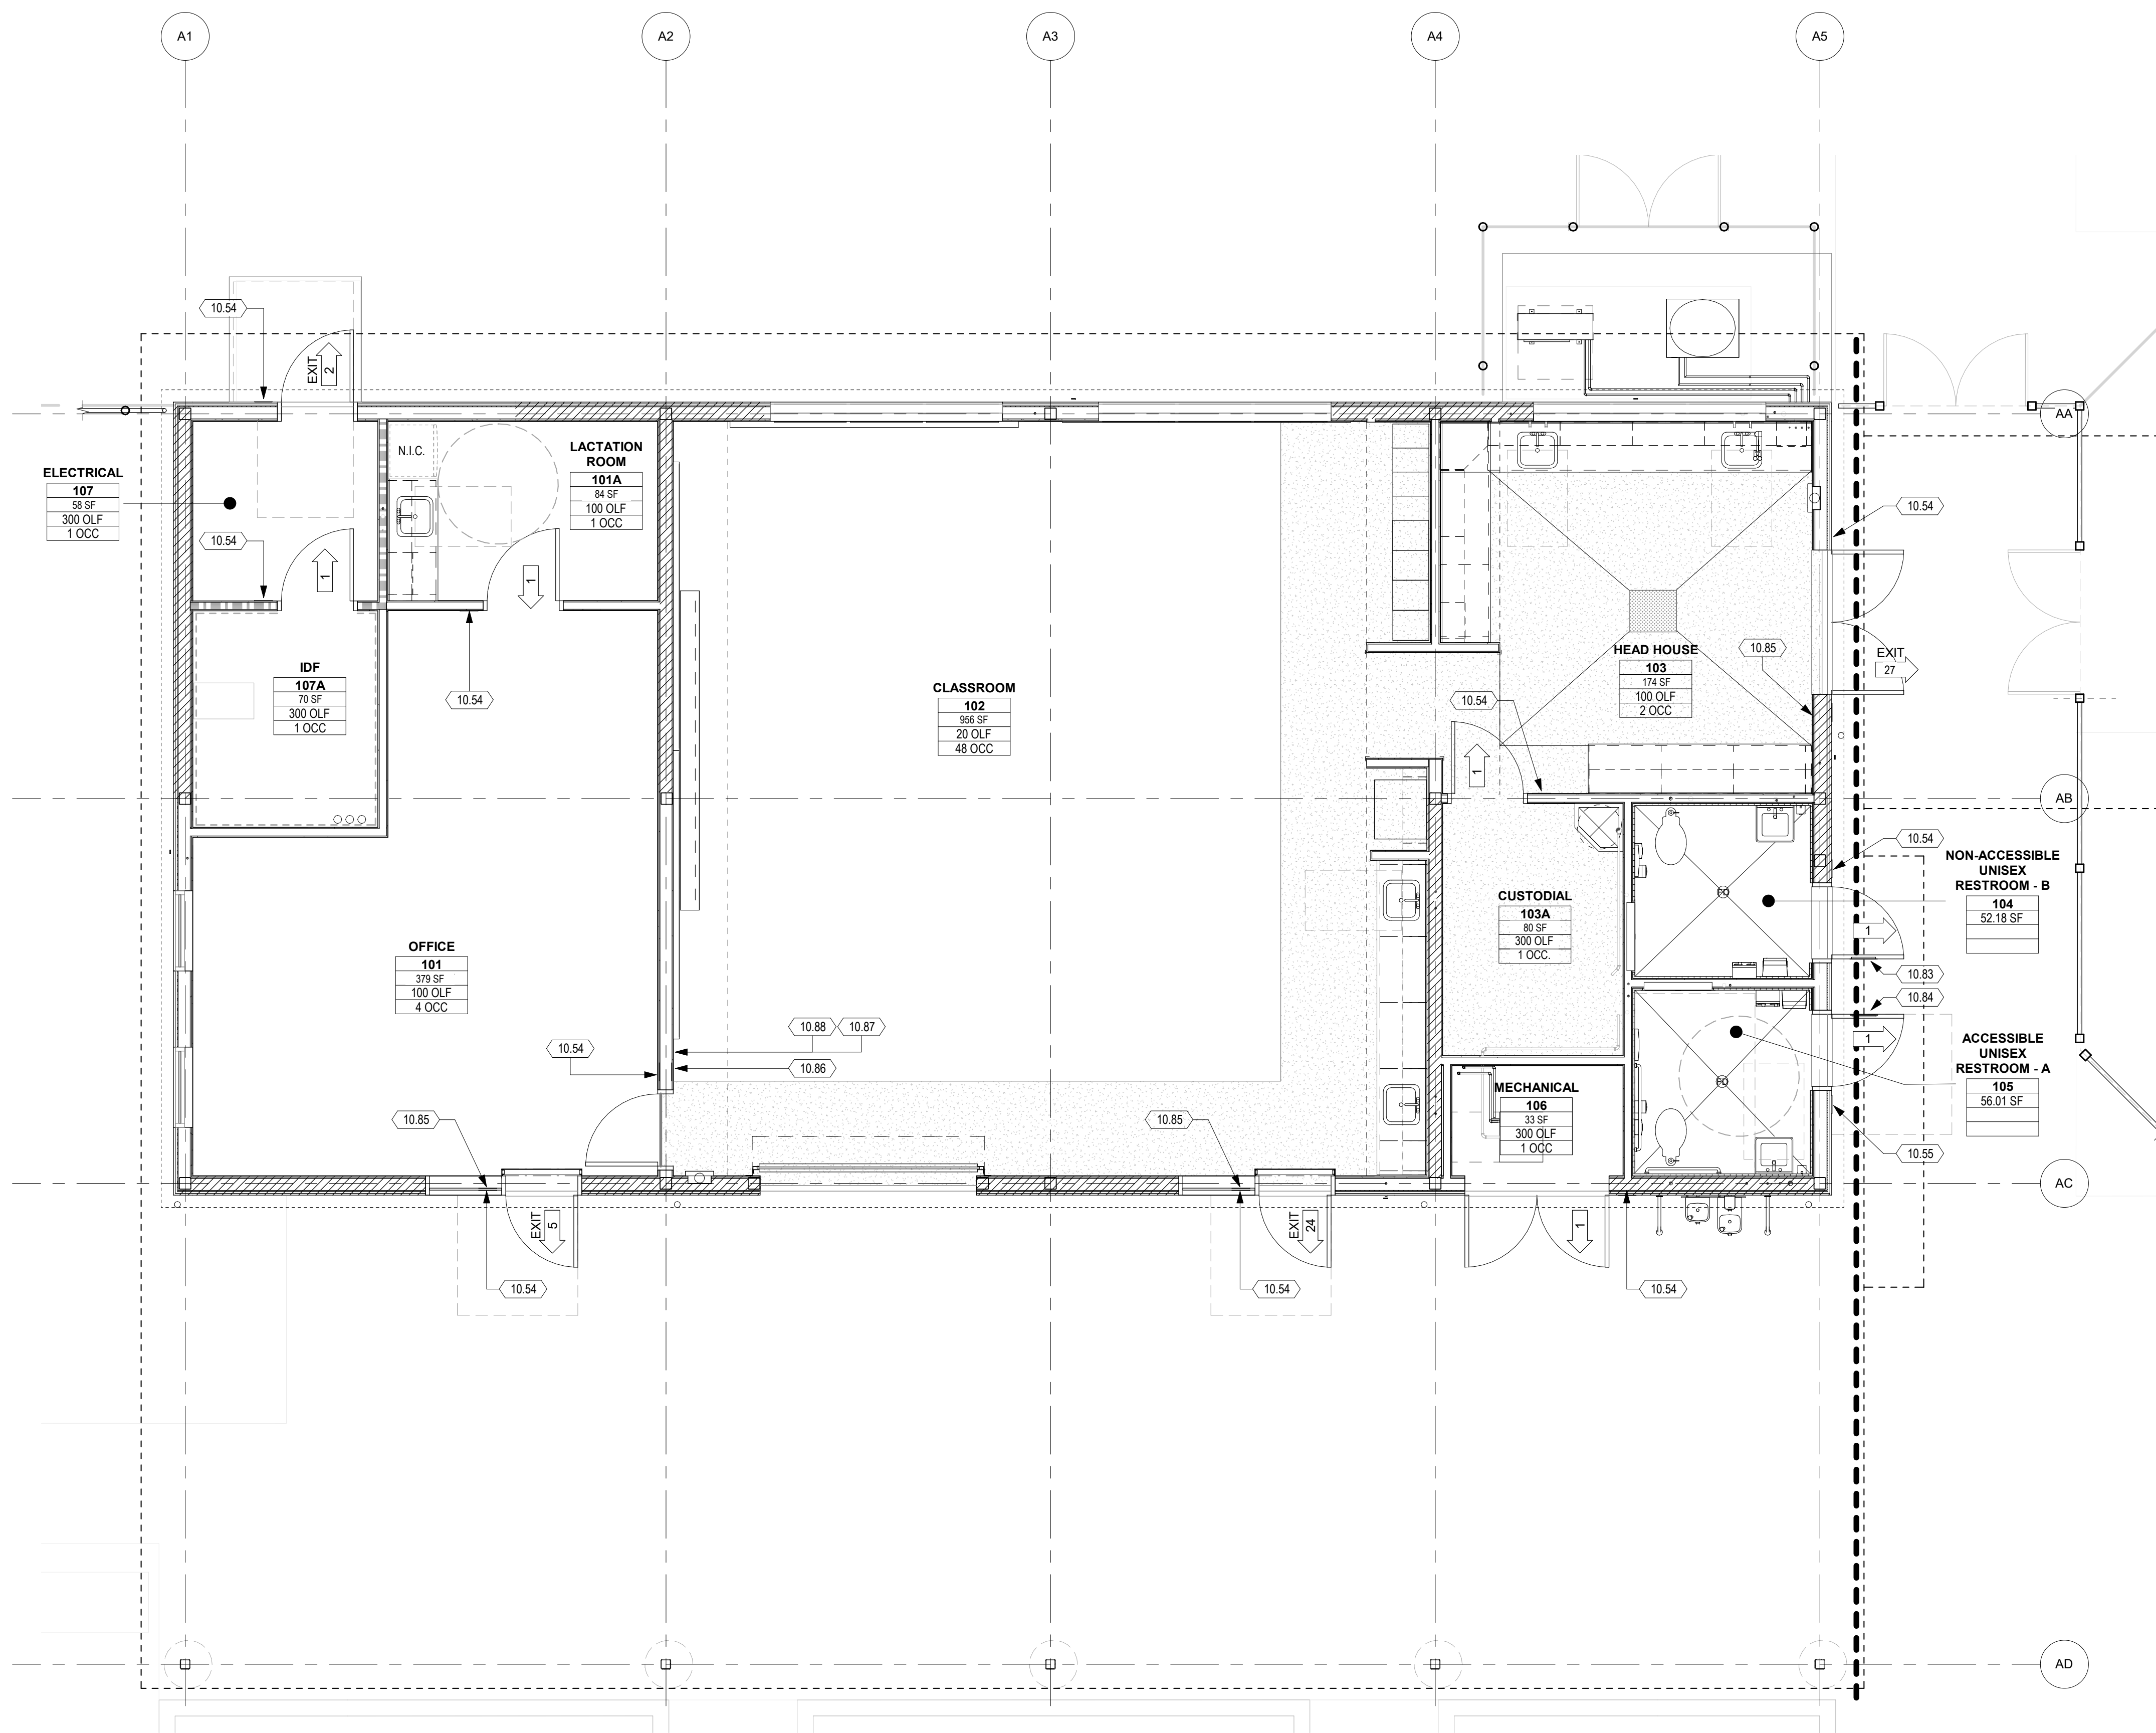 A1
A2
A3
A4
A5
10.54
EXIT
2
AA
ELECTRICAL
107
58 SF
300 OLF
1 OCC
N.I.C.
LACTATION
ROOM
101A
84 SF
100 OLF
1 OCC
10.54
10.54
1
1
IDF
107A
70 SF
300 OLF
1 OCC
10.54
CLASSROOM
102
956 SF
20 OLF
48 OCC
HEAD HOUSE
103
174 SF
100 OLF
2 OCC
10.85
10.54
EXIT
27
1
AB
10.54
NON-ACCESSIBLE
UNISEX
RESTROOM - B
104
52.18 SF
1
10.83
10.84
1
CUSTODIAL
103A
80 SF
300 OLF
1 OCC.
OFFICE
101
379 SF
100 OLF
4 OCC
10.88
10.87
10.54
10.86
ACCESSIBLE
UNISEX
RESTROOM - A
105
56.01 SF
MECHANICAL
106
33 SF
300 OLF
1 OCC
10.85
10.85
10.55
AC
EXIT
5
EXIT
24
1
10.54
10.54
10.54
AD